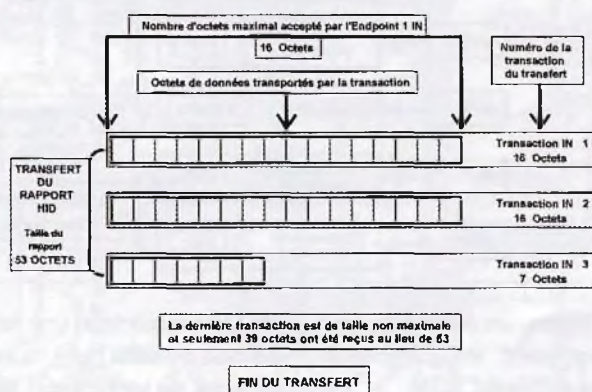 Nombre d'octets maximal accepté par l'Endpoint 1 IN
16 Octets
Numéro de la
transaction
du transfert
Octets de données transportés par la transaction
Transaction IN 1
16 Octets
TRANSFERT
DU
RAPPORT
HID
Taille du
rapport
53 OCTETS
Transaction IN 2
16 Octets
Transaction IN 3
7 Octets
La dernière transaction est de taille non maximale
et seulement 39 octets ont été reçus au lieu de 53
FIN DU TRANSFERT